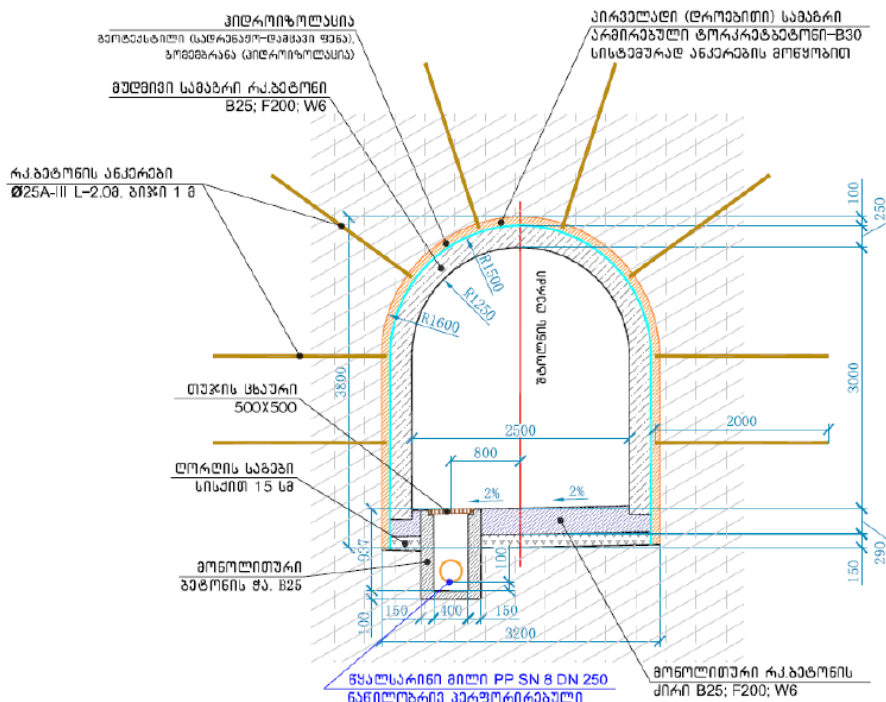 ჰიდროიზოლაცია
გეოტექსტილი (სადრენაჟო-დამცავი ფენა),
გომემბრანა (ჰიდროიზოლაცია)
პირველადი (დროებითი) სამაგრი
არმირებული ტორკრეტბეტონი-B30
სისტემურად ანკერების მოწყობით
მუდმივი სამაგრი რკ.ბეტონი
B25; F200; W6
რკ.ბეტონის ანკერები
Ø25A-III L-2.0მ, ბიჯი 1 მ
100
250
R1500
R1250
R1600
შტოლნის ღერძი
3800
3000
თუჯის ცხაური
500X500
2500
2000
800
ღორღის საგები
სისქით 15 სმ
2%
2%
937
100
290
150
მონოლითური
ბეტონის ჭა. B25
150
400
150
100
3200
წყალსარინი მილი PP SN 8 DN 250
ნაწილობრივ პერფორირებული
მონოლითური რკ.ბეტონის
ძირი B25; F200; W6